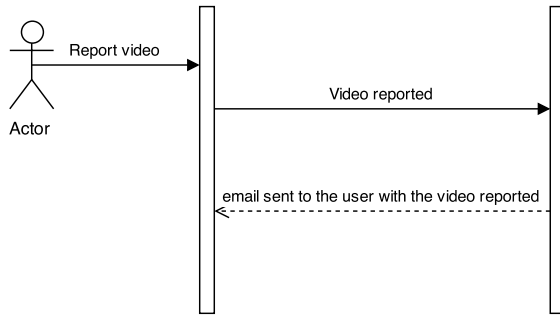 Report video
Video reported
Actor
email sent to the user with the video reported